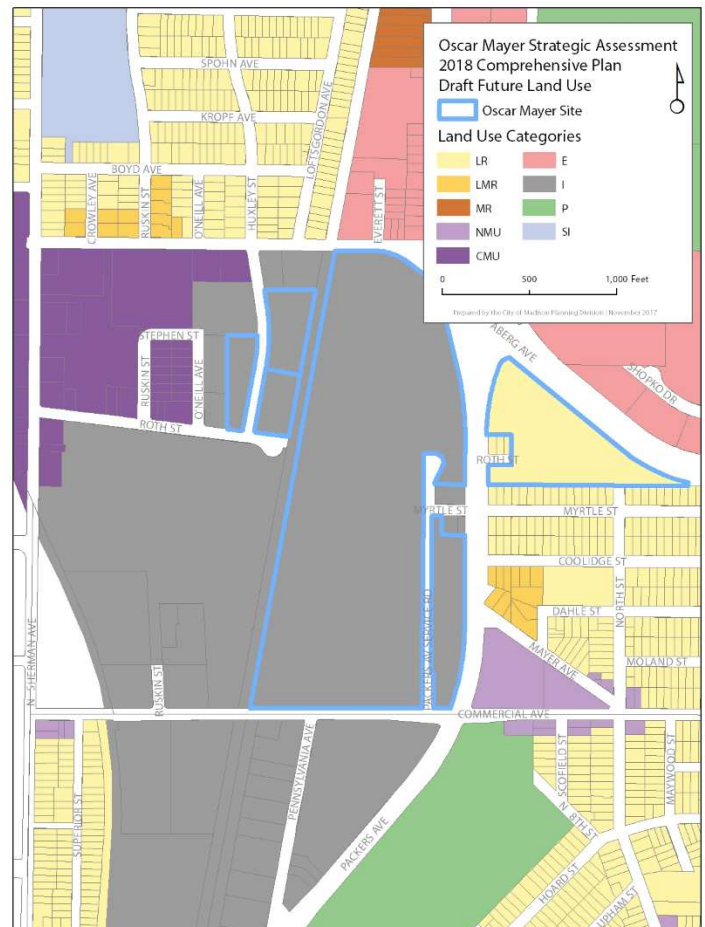 Oscar Mayer Strategic Assessment
2018 Comprehensive Plan
Draft Future Land Use
Oscar Mayer Site
Land Use Categories
LR
E
LMR
I
MR
P
NMU
SI
CMU
0
500
1,000 Feet
Prepared by the City of Madison Planning Division : November 2017
SPOHN AVE
KROPF AVE
LOFTSGORDON AVE
BOYD AVE
CROWLEY AVE
RUSKIN ST
O'NEILL AVE
HUXLEY ST
EVERETT ST
STEPHEN ST
RUSKIN ST
O'NEILL AVE
ROTH ST
ABERG AVE
SHOPKO DR
ROTH ST
MYRTLE ST
MYRTLE ST
COOLIDGE ST
NORTH ST
DAHLE ST
MAYER AVE
MOLAND ST
N SHERMAN AVE
RUSKIN ST
PACKERS AV SERVICE RD
COMMERCIAL AVE
SUPERIOR ST
PENNSYLVANIA AVE
PACKERS AVE
SCOFIELD ST
MAYWOOD ST
N 8TH ST
HOARD ST
UPHAM ST